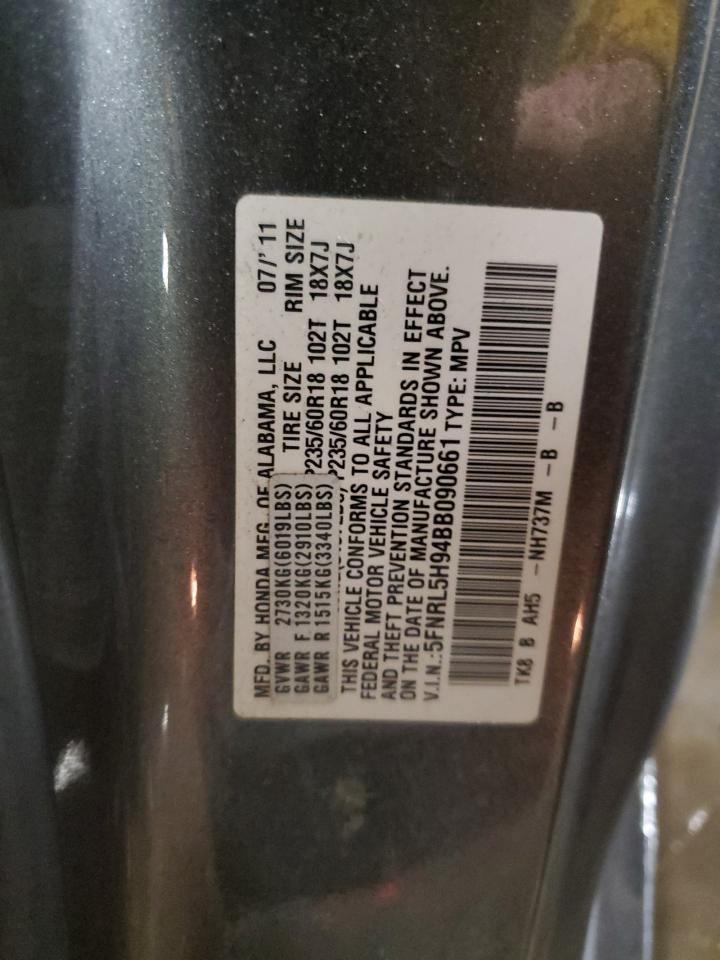 MFD. BY HONDA MFG. OF ALABAMA, LLC 07/' 11
GVWR 2730KG(6019LBS) TIRE SIZE RIM SIZE
GAWR F 1320KG(2910LBS) P235/60R18 102T 18X7J
GAWR R 1515KG(3340LBS) P235/60R18 102T 18X7J
THIS VEHICLE CONFORMS TO ALL APPLICABLE
FEDERAL MOTOR VEHICLE SAFETY
AND THEFT PREVENTION STANDARDS IN EFFECT
ON THE DATE OF MANUFACTURE SHOWN ABOVE.
V.I.N.:5FNRL5H94BB090661 TYPE: MPV
TK8 B AH5 -NH737M -B -B